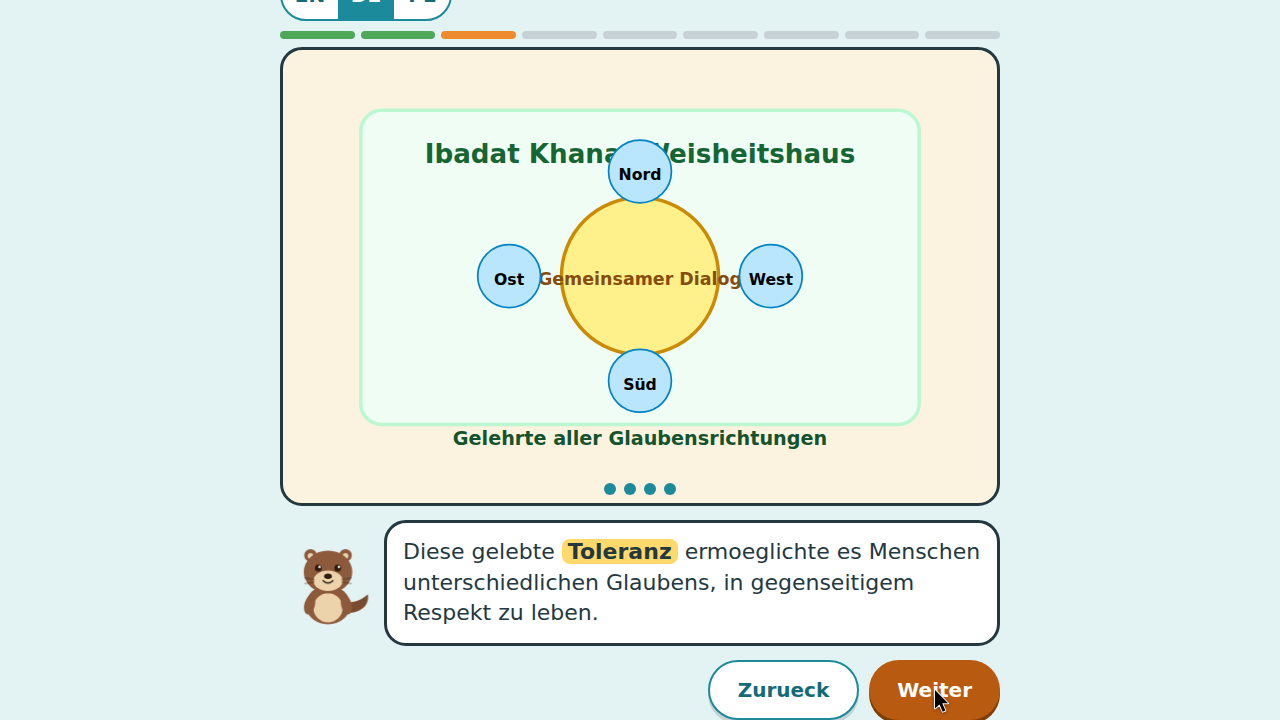 Ibadat Khana
Nord
Ost
Gemeinsamer Dialog
West
Süd
Gelehrte aller Glaubensrichtungen
Diese gelebte Toleranz ermoeglichte es Menschen
unterschiedlichen Glaubens, in gegenseitigem
Respekt zu leben.
Zurueck
Weiter